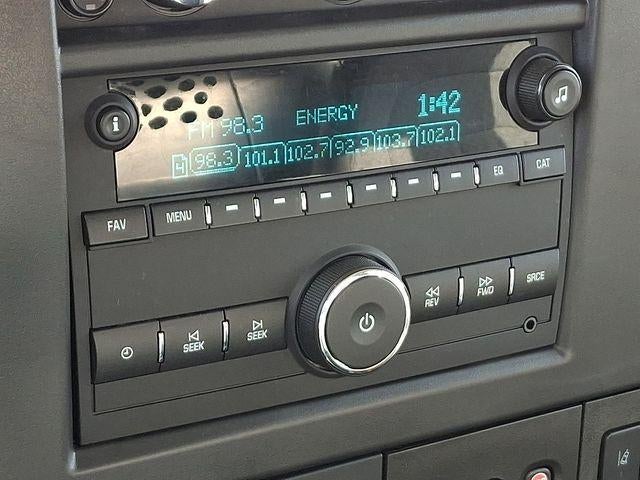 i
FM 98.3 ENERGY 1:42
98.3 101.1 102.7 92.9 103.7 102.1
FAV MENU EQ CAT
SEEK SEEK REV FWD SRCE